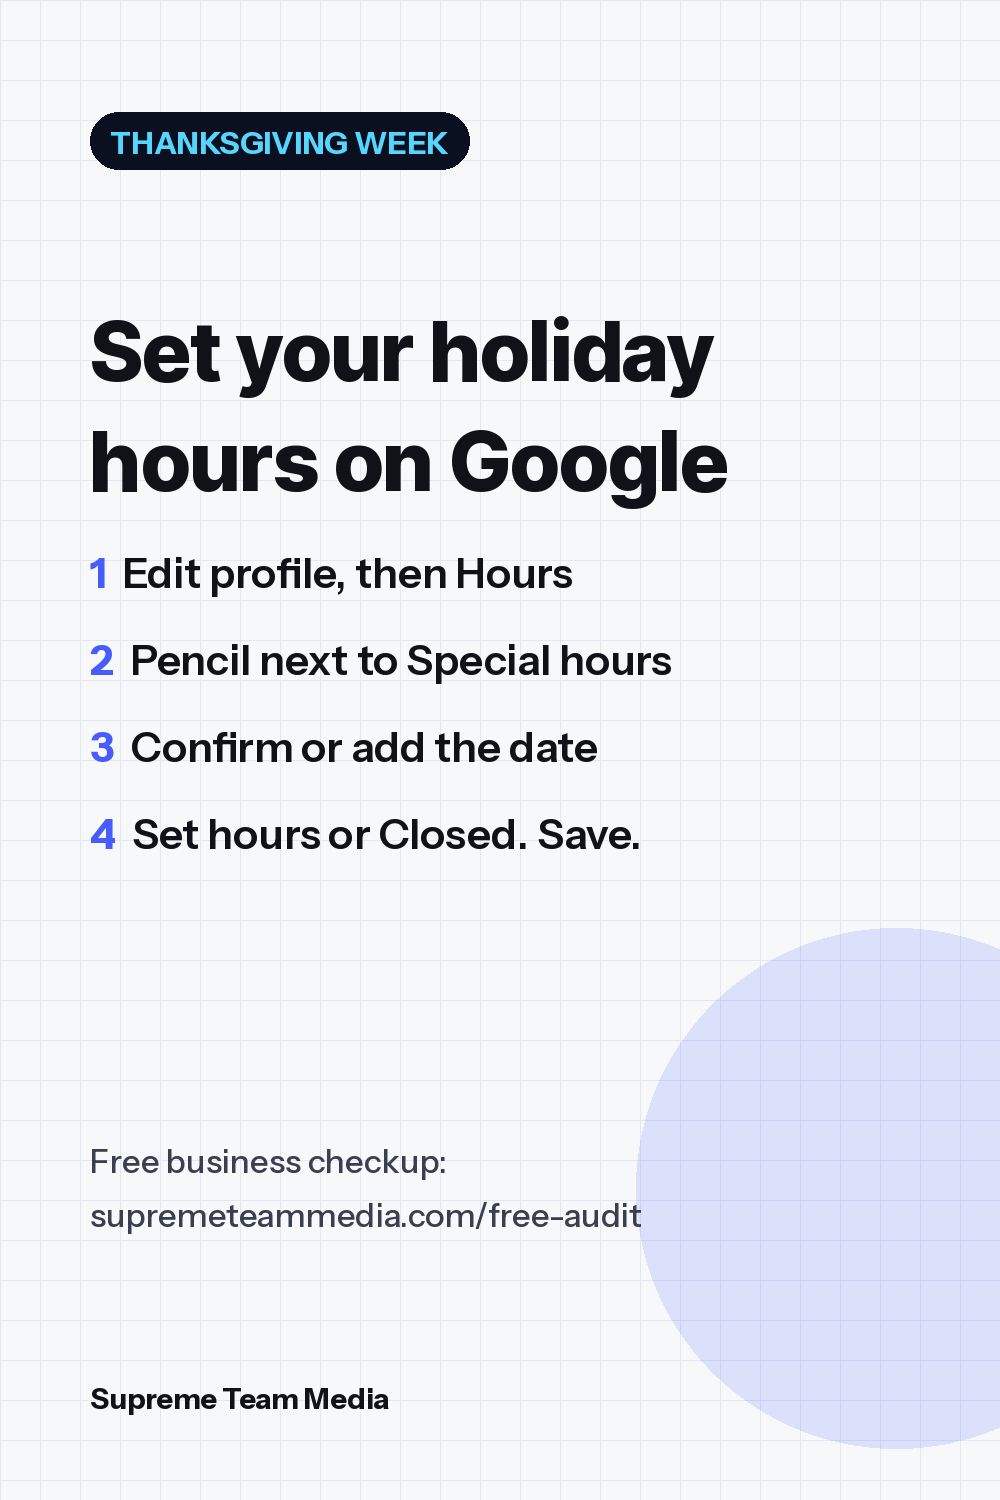 THANKSGIVING WEEK
Set your holiday
hours on Google
1 Edit profile, then Hours
2 Pencil next to Special hours
3 Confirm or add the date
4 Set hours or Closed. Save.
Free business checkup:
supremeteammedia.com/free-audit
Supreme Team Media